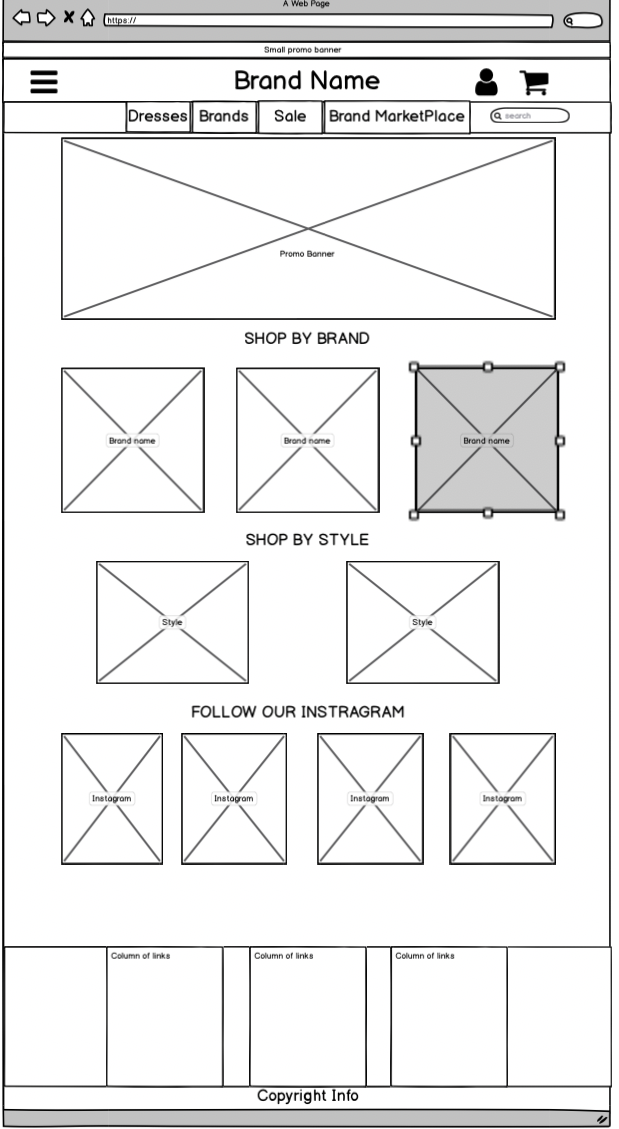 A Web Page
https://
Small promo banner
Brand Name
Dresses Brands Sale Brand MarketPlace search
Promo Banner
SHOP BY BRAND
Brand name Brand name Brand name
SHOP BY STYLE
Style Style
FOLLOW OUR INSTRAGRAM
Instagram Instagram Instagram Instagram
Column of links Column of links Column of links
Copyright Info